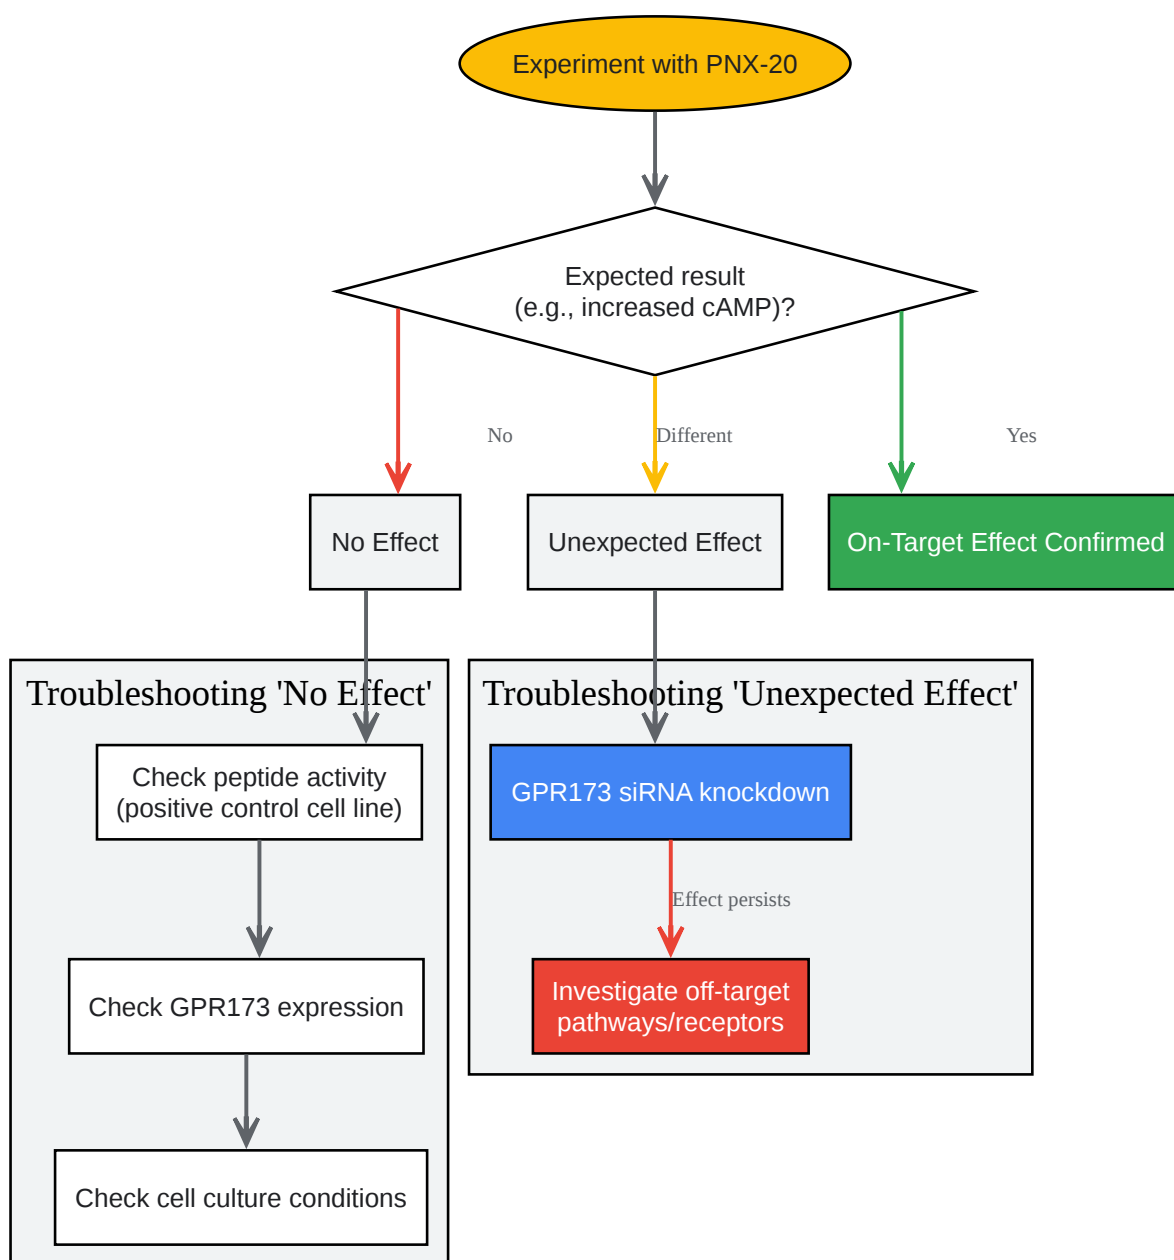 Experiment with PNX-20
Expected result
(e.g., increased cAMP)?
No
Different
Yes
No Effect
Unexpected Effect
On-Target Effect Confirmed
Troubleshooting 'No Effect'
Troubleshooting 'Unexpected Effect'
Check peptide activity
(positive control cell line)
GPR173 siRNA knockdown
Effect persists
Check GPR173 expression
Investigate off-target
pathways/receptors
Check cell culture conditions